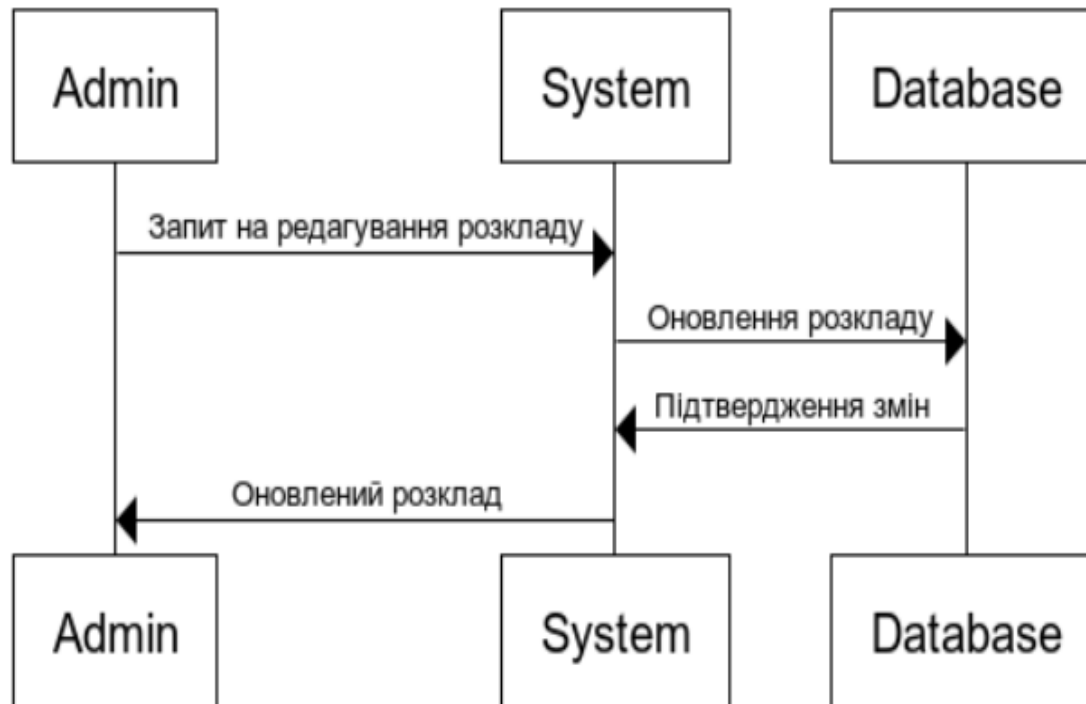 Admin
System
Database
Запит на редагування розкладу
Оновлення розкладу
Підтвердження змін
Оновлений розклад
Admin
System
Database